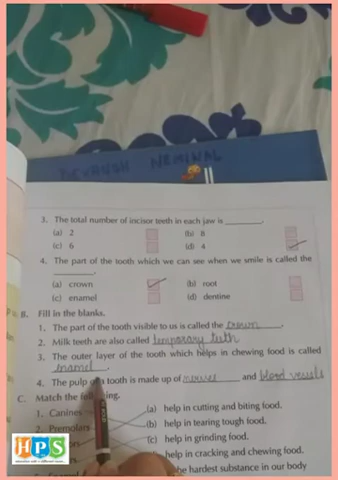 DEVANSH NEMINAL
3. The total number of incisor teeth in each jaw is ______.
(a) 2 (b) 8
(c) 6 (d) 4
4. The part of the tooth which we can see when we smile is called the
______.
(a) crown (b) root
(c) enamel (d) dentine
B. Fill in the blanks.
1. The part of the tooth visible to us is called the crown.
2. Milk teeth are also called temporary teeth
3. The outer layer of the tooth which helps in chewing food is called
enamel.
4. The pulp of a tooth is made up of nerves and blood vessels
C. Match the following.
1. Canines (a) help in cutting and biting food.
2. Premolars (b) help in tearing tough food.
(c) help in grinding food.
help in cracking and chewing food.
the hardest substance in our body
HPS